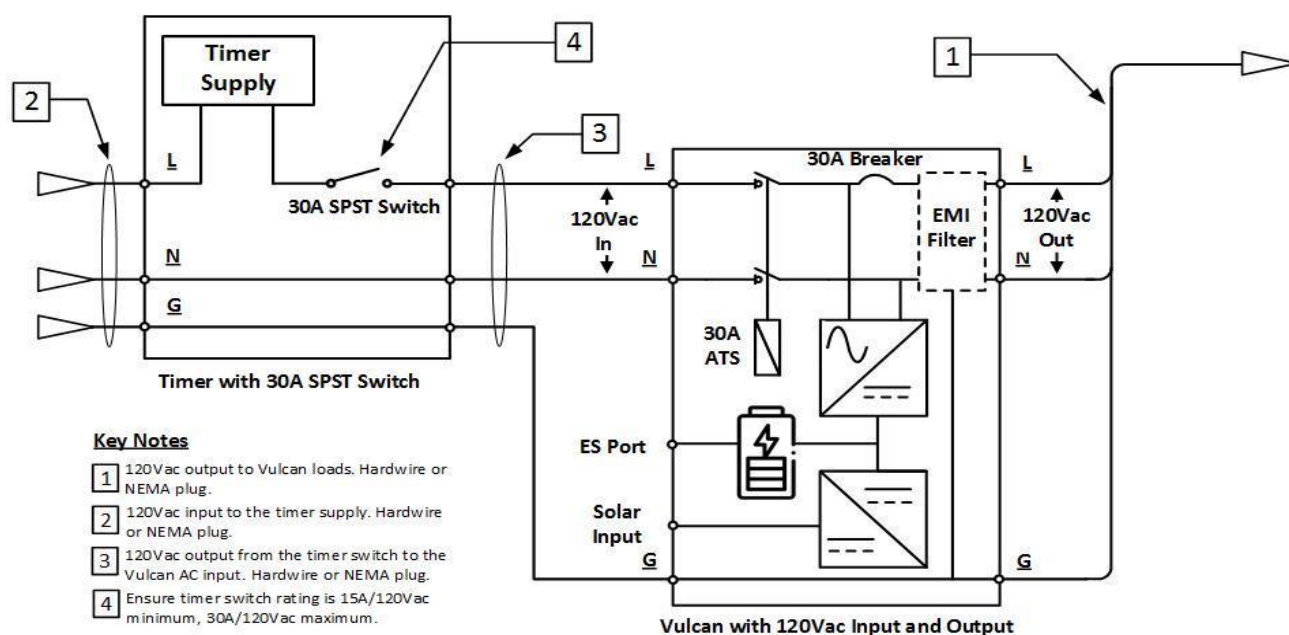 Timer
Supply
4
1
2
3
L
30A SPST Switch
N
G
Timer with 30A SPST Switch
L
120Vac
In
N
30A Breaker
EMI
Filter
L
120Vac
Out
N
30A
ATS
ES Port
Solar
Input
G
G
Vulcan with 120Vac Input and Output
Key Notes
1 120Vac output to Vulcan loads. Hardwire or
NEMA plug.
2 120Vac input to the timer supply. Hardwire
or NEMA plug.
3 120Vac output from the timer switch to the
Vulcan AC input. Hardwire or NEMA plug.
4 Ensure timer switch rating is 15A/120Vac
minimum, 30A/120Vac maximum.